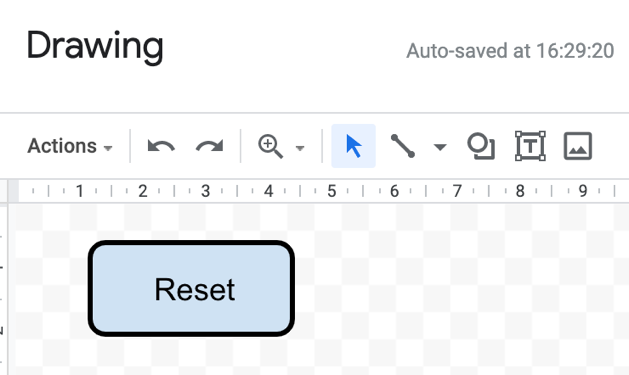 Drawing
Auto-saved at 16:29:20
Actions
1 2 3 4 5 6 7 8 9
Reset